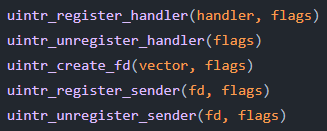 uintr_register_handler(handler, flags)
uintr_unregister_handler(flags)
uintr_create_fd(vector, flags)
uintr_register_sender(fd, flags)
uintr_unregister_sender(fd, flags)